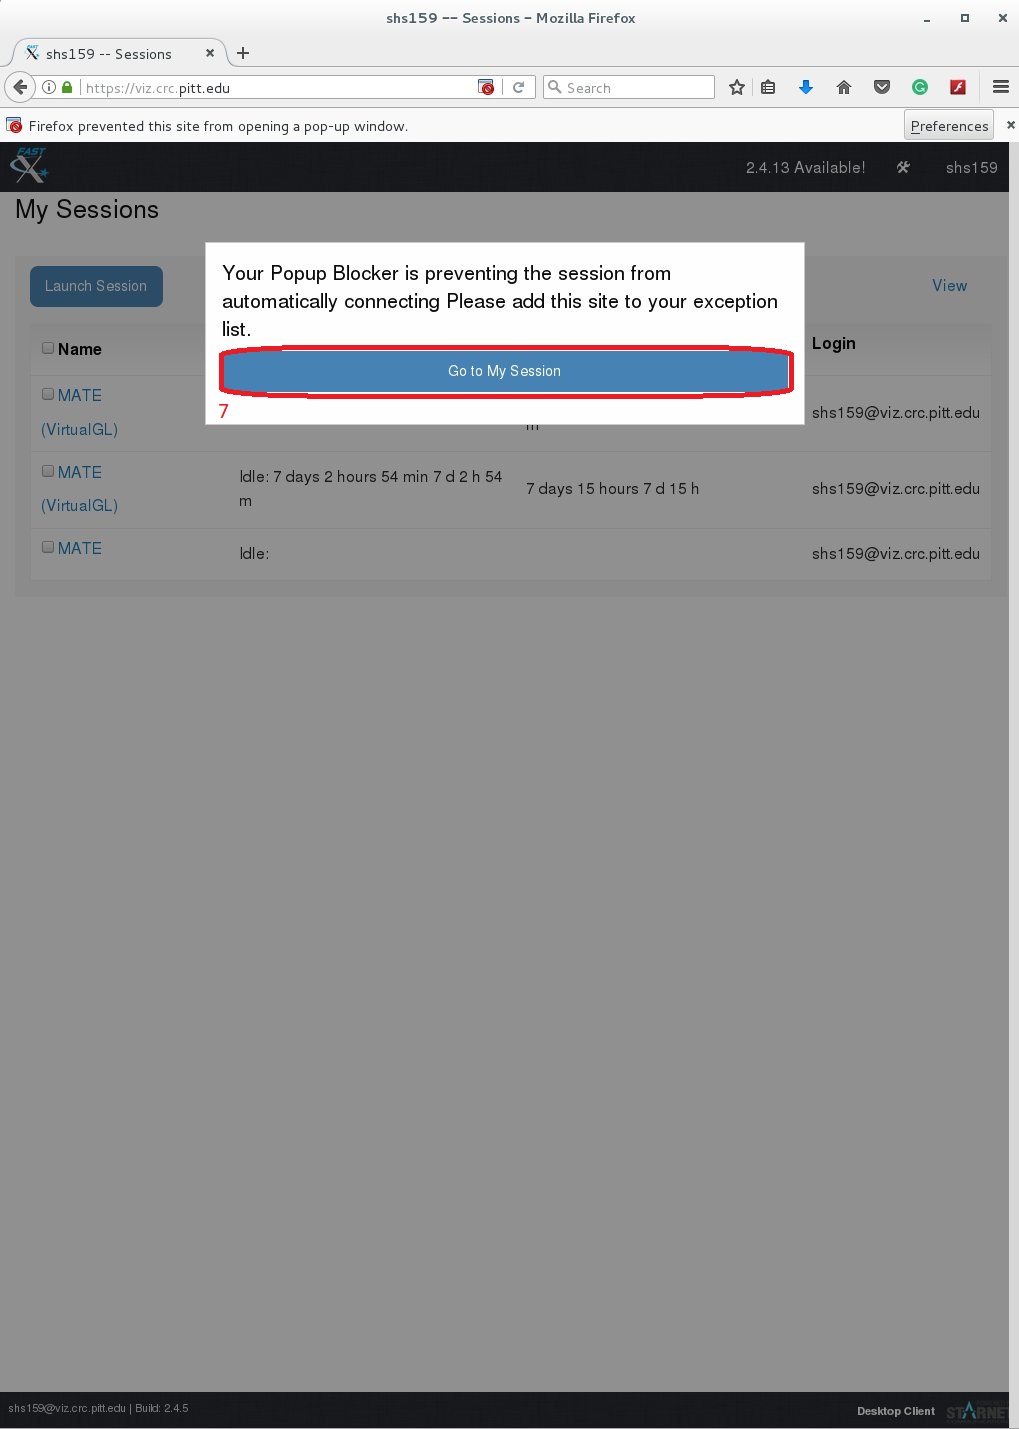 shs159 -- Sessions - Mozilla Firefox
shs159 -- Sessions
https://viz.crc.pitt.edu
Search
Firefox prevented this site from opening a pop-up window.
Preferences
FAST
2.4.13 Available!
shs159
My Sessions
Your Popup Blocker is preventing the session from
automatically connecting Please add this site to your exception
list.
Go to My Session
7
Launch Session
View
Name
Login
MATE
(VirtualGL)
m
shs159@viz.crc.pitt.edu
MATE
(VirtualGL)
Idle: 7 days 2 hours 54 min 7 d 2 h 54
m
7 days 15 hours 7 d 15 h
shs159@viz.crc.pitt.edu
MATE
Idle:
shs159@viz.crc.pitt.edu
shs159@viz.crc.pitt.edu | Build: 2.4.5
Desktop Client
STARNE